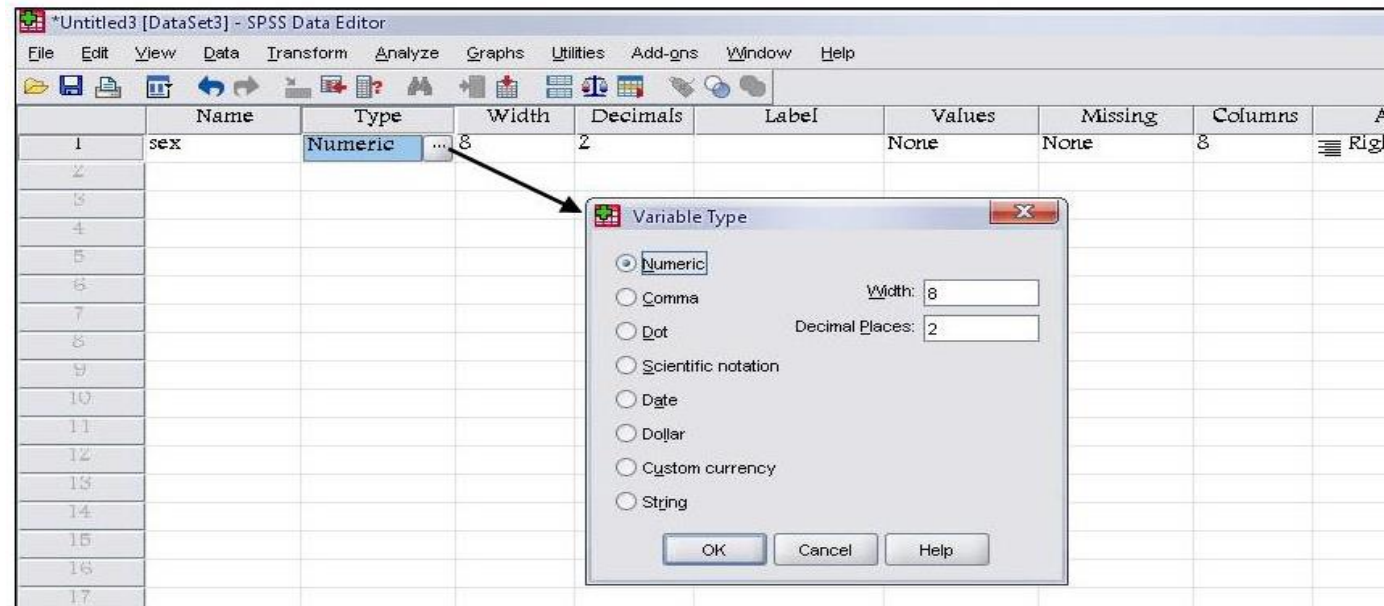 *Untitled3 [DataSet3] - SPSS Data Editor
File Edit View Data Transform Analyze Graphs Utilities Add-ons Window Help
Name Type Width Decimals Label Values Missing Columns A
1 sex Numeric ... 8 2 None None 8 Righ
2
3
4
5
6
7
8
9
10
11
12
13
14
15
16
17
Variable Type
Numeric
Comma
Dot
Scientific notation
Date
Dollar
Custom currency
String
Width: 8
Decimal Places: 2
OK Cancel Help